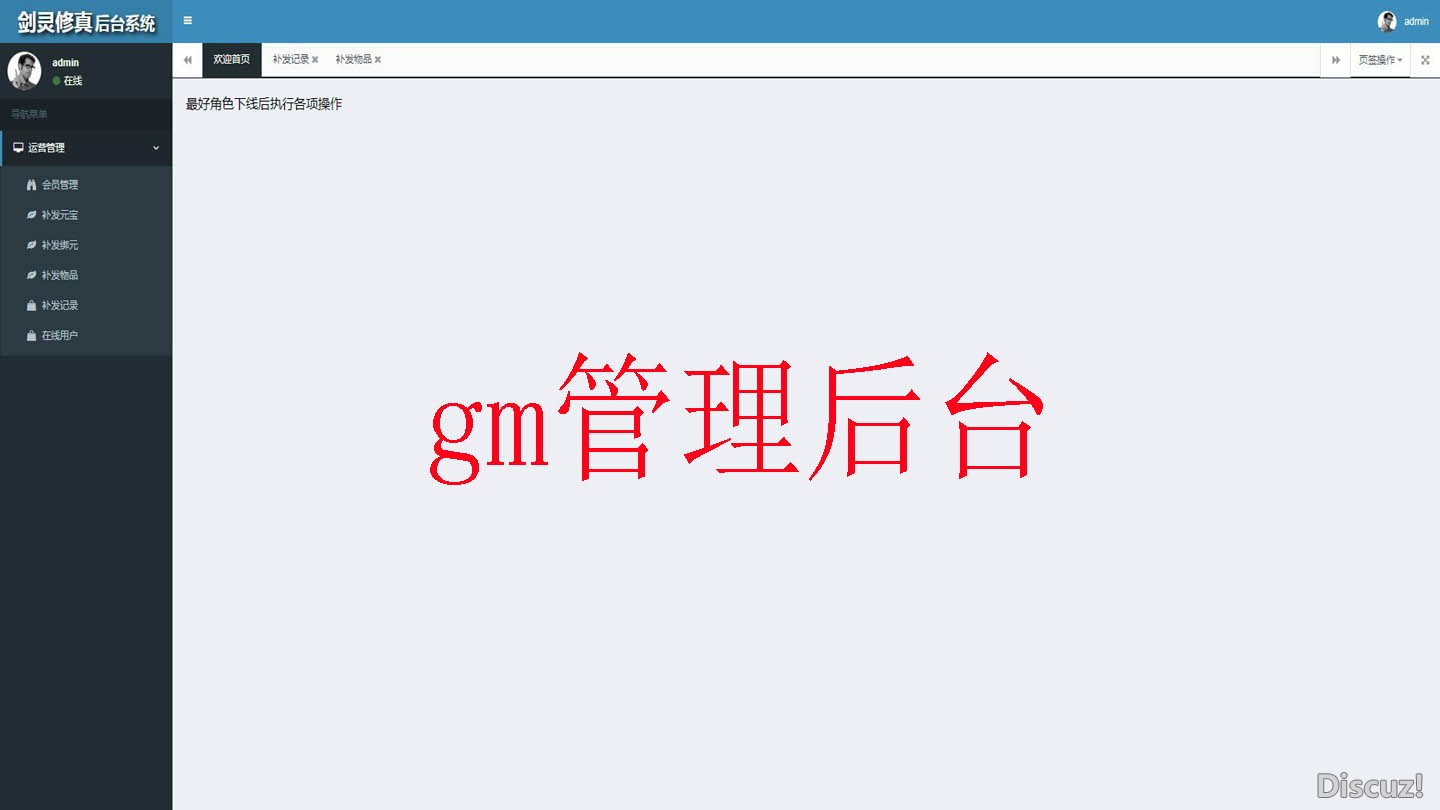 剑灵修真后台系统
admin
admin
在线
欢迎首页
补发记录
补发物品
页签操作
导航菜单
最好角色下线后执行各项操作
运营管理
会员管理
补发元宝
补发绑元
补发物品
补发记录
在线用户
gm管理后台
Discuz!